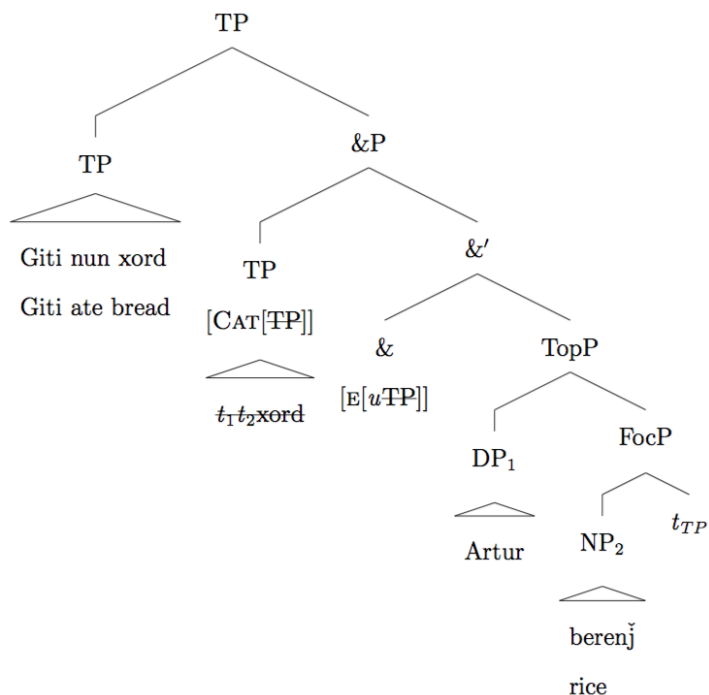 TP
TP &P
Giti nun xord
Giti ate bread
TP &′
[CAT[TP]]
t₁t₂xord
& TopP
[E[uTP]]
DP₁ FocP
Artur
NP₂ t_TP
berenǰ
rice